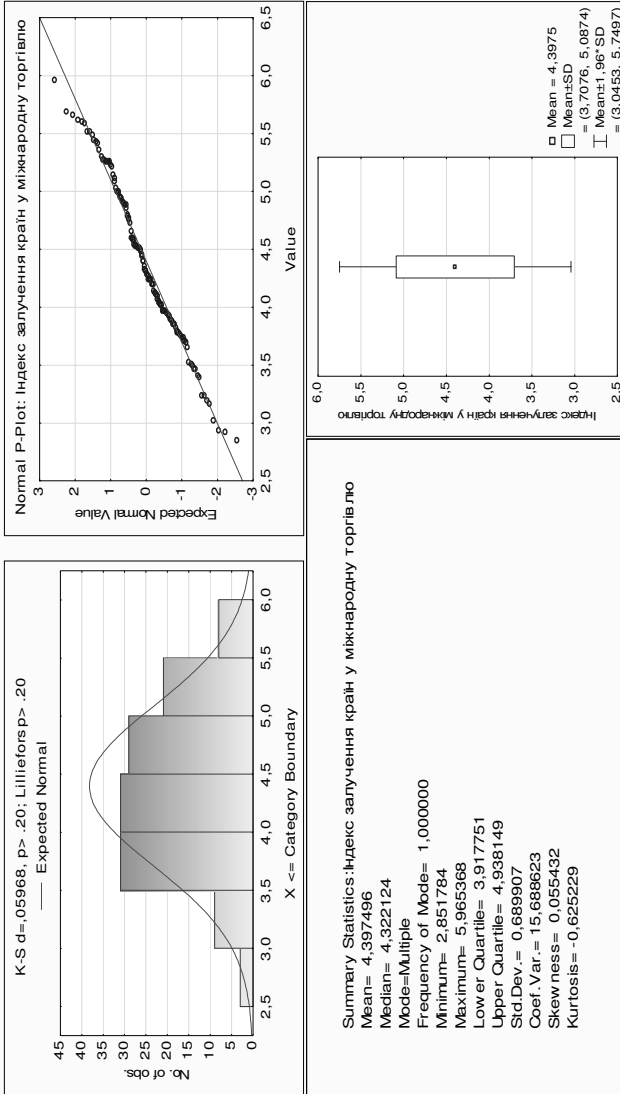 K-S d=,05968, p> .20; Lilliefors p> .20
Expected Normal
No. of obs.
45
40
35
30
25
20
15
10
5
0
2,5
3,0
3,5
4,0
4,5
5,0
5,5
6,0
X <= Category Boundary
Normal P-Plot: Індекс залучення країн у міжнародну торгівлю
Expected Normal Value
3
2
1
0
-1
-2
-3
2,5
3,0
3,5
4,0
4,5
5,0
5,5
6,0
6,5
Value
Summary Statistics:Індекс залучення країн у міжнародну торгівлю
Mean= 4,397496
Median= 4,322124
Mode=Multiple
Frequency of Mode= 1,000000
Minimum= 2,851784
Maximum= 5,965368
Lower Quartile= 3,917751
Upper Quartile= 4,938149
Std.Dev.= 0,689907
Coef.Var.= 15,688623
Skewness= 0,055432
Kurtosis= -0,625229
Індекс залучення країн у міжнародну торгівлю
6,0
5,5
5,0
4,5
4,0
3,5
3,0
2,5
Mean = 4,3975
Mean±SD
= (3,7076, 5,0874)
Mean±1,96*SD
= (3,0453, 5,7497)